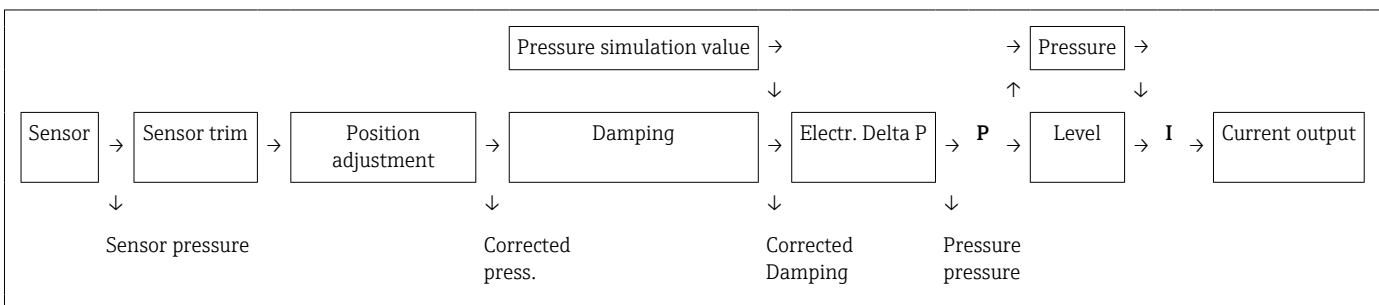 Pressure simulation value → → Pressure →
↓ ↑ ↓
Sensor → Sensor trim → Position → Damping → Electr. Delta P → P → Level → I → Current output
adjustment
↓ ↓ ↓ ↓
Sensor pressure Corrected Corrected Pressure
press. Damping pressure